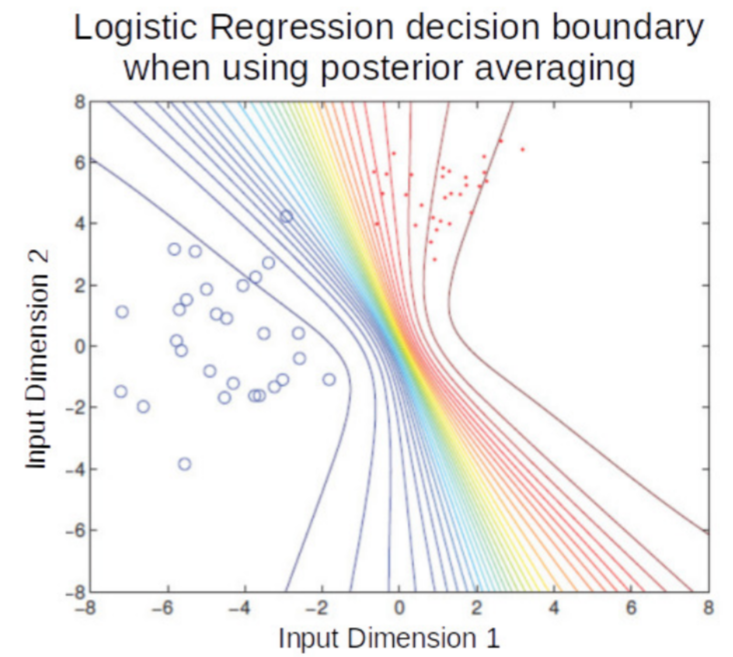 Logistic Regression decision boundary
when using posterior averaging
8
6
4
2
0
−2
−4
−6
−8
Input Dimension 2
−8 −6 −4 −2 0 2 4 6 8
Input Dimension 1